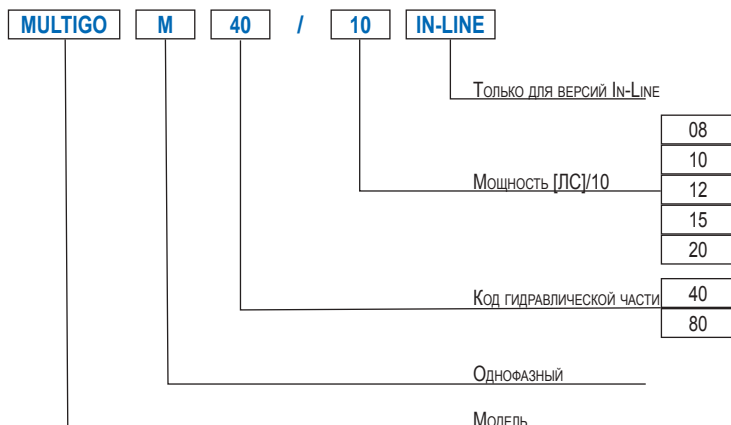 MULTIGO M 40 / 10 IN-LINE
Только для версий In-Line
08
10
Мощность [ЛС]/10 12
15
20
Код гидравлической части 40
80
Однофазный
Модель